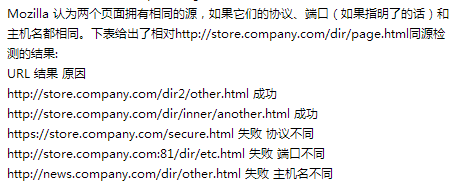 Mozilla 认为两个页面拥有相同的源，如果它们的协议、端口（如果指明了的话）和
主机名都相同。下表给出了相对http://store.company.com/dir/page.html同源检
测的结果:
URL 结果 原因
http://store.company.com/dir2/other.html 成功
http://store.company.com/dir/inner/another.html 成功
https://store.company.com/secure.html 失败 协议不同
http://store.company.com:81/dir/etc.html 失败 端口不同
http://news.company.com/dir/other.html 失败 主机名不同